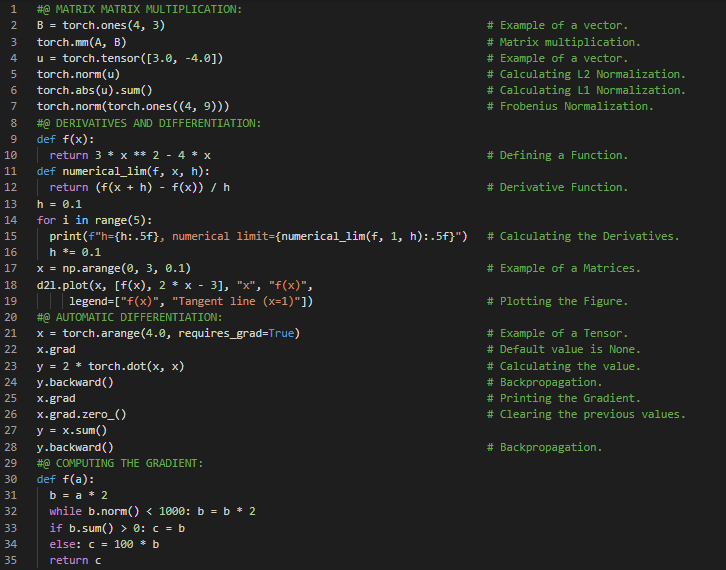 1 #@ MATRIX MATRIX MULTIPLICATION:
2 B = torch.ones(4, 3) # Example of a vector.
3 torch.mm(A, B) # Matrix multiplication.
4 u = torch.tensor([3.0, -4.0]) # Example of a vector.
5 torch.norm(u) # Calculating L2 Normalization.
6 torch.abs(u).sum() # Calculating L1 Normalization.
7 torch.norm(torch.ones((4, 9))) # Frobenius Normalization.
8 #@ DERIVATIVES AND DIFFERENTIATION:
9 def f(x):
10 return 3 * x ** 2 - 4 * x # Defining a Function.
11 def numerical_lim(f, x, h):
12 return (f(x + h) - f(x)) / h # Derivative Function.
13 h = 0.1
14 for i in range(5):
15 print(f"h={h:.5f}, numerical limit={numerical_lim(f, 1, h):.5f}") # Calculating the Derivatives.
16 h *= 0.1
17 x = np.arange(0, 3, 0.1) # Example of a Matrices.
18 d2l.plot(x, [f(x), 2 * x - 3], "x", "f(x)",
19 legend=["f(x)", "Tangent line (x=1)"]) # Plotting the Figure.
20 #@ AUTOMATIC DIFFERENTIATION:
21 x = torch.arange(4.0, requires_grad=True) # Example of a Tensor.
22 x.grad # Default value is None.
23 y = 2 * torch.dot(x, x) # Calculating the value.
24 y.backward() # Backpropagation.
25 x.grad # Printing the Gradient.
26 x.grad.zero_() # Clearing the previous values.
27 y = x.sum()
28 y.backward() # Backpropagation.
29 #@ COMPUTING THE GRADIENT:
30 def f(a):
31 b = a * 2
32 while b.norm() < 1000: b = b * 2
33 if b.sum() > 0: c = b
34 else: c = 100 * b
35 return c